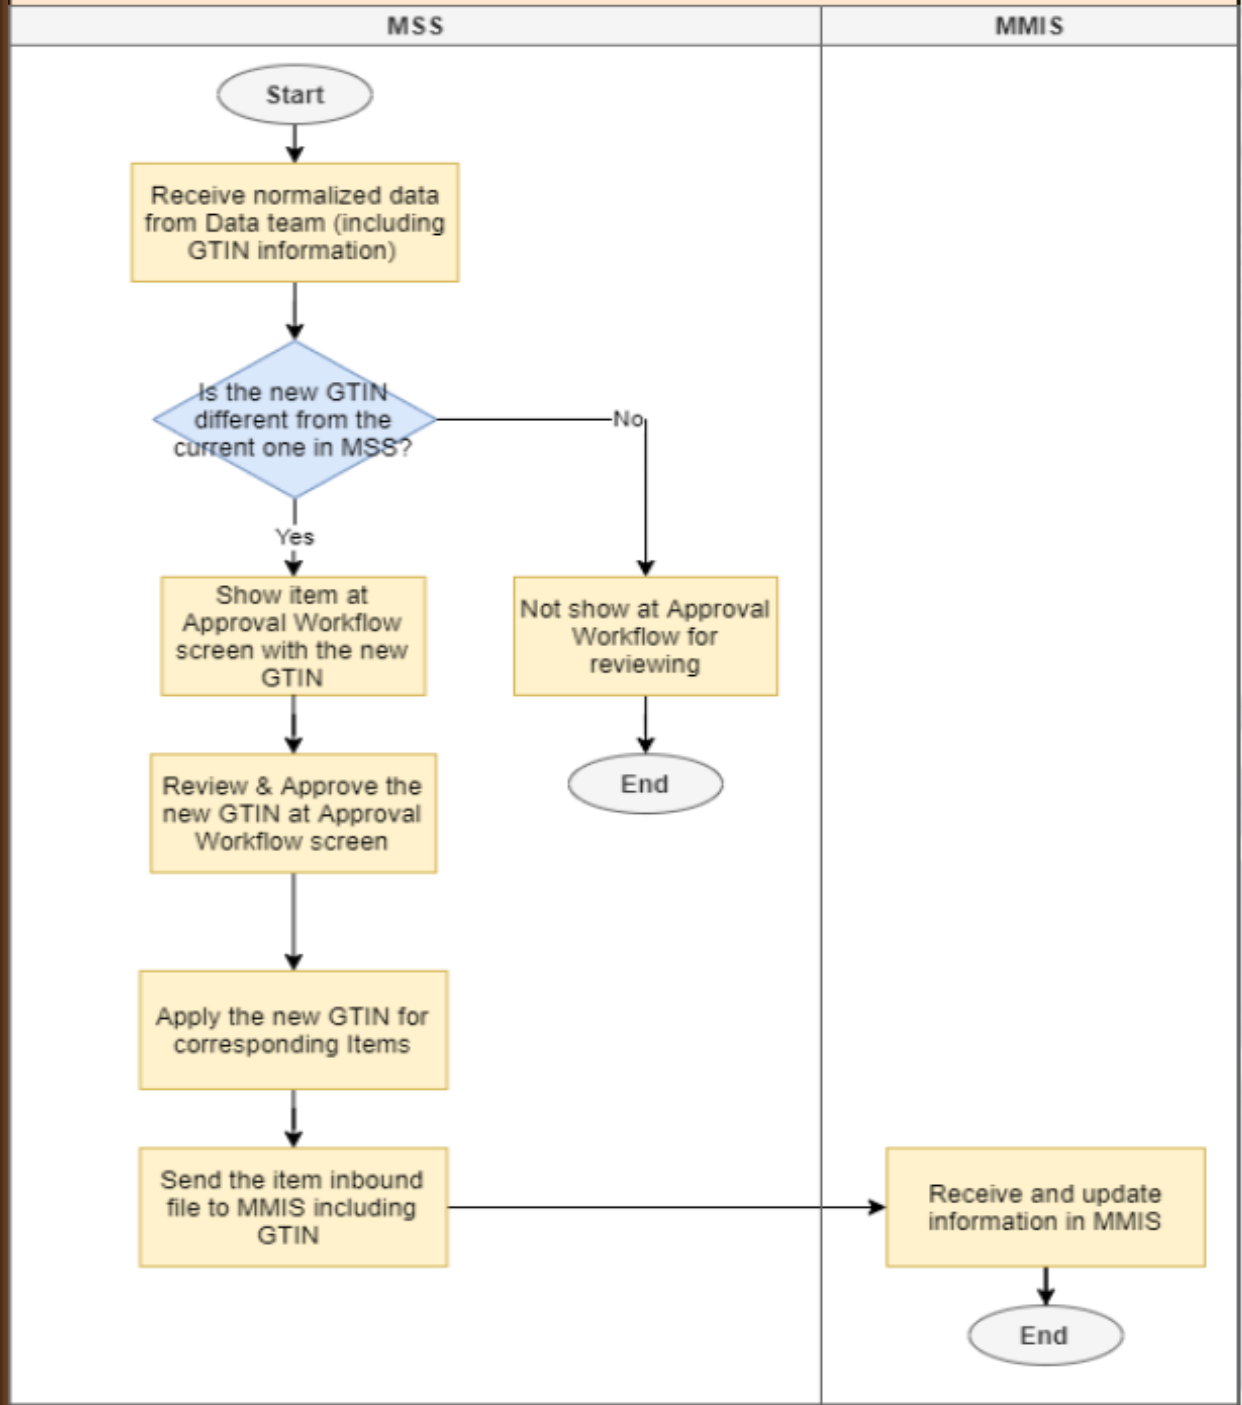 MSS
MMIS
Start
Receive normalized data
from Data team (including
GTIN information)
Is the new GTIN
different from the
current one in MSS?
No
Yes
Show item at
Approval Workflow
screen with the new
GTIN
Not show at Approval
Workflow for
reviewing
Review & Approve the
new GTIN at Approval
Workflow screen
End
Apply the new GTIN for
corresponding Items
Send the item inbound
file to MMIS including
GTIN
Receive and update
information in MMIS
End